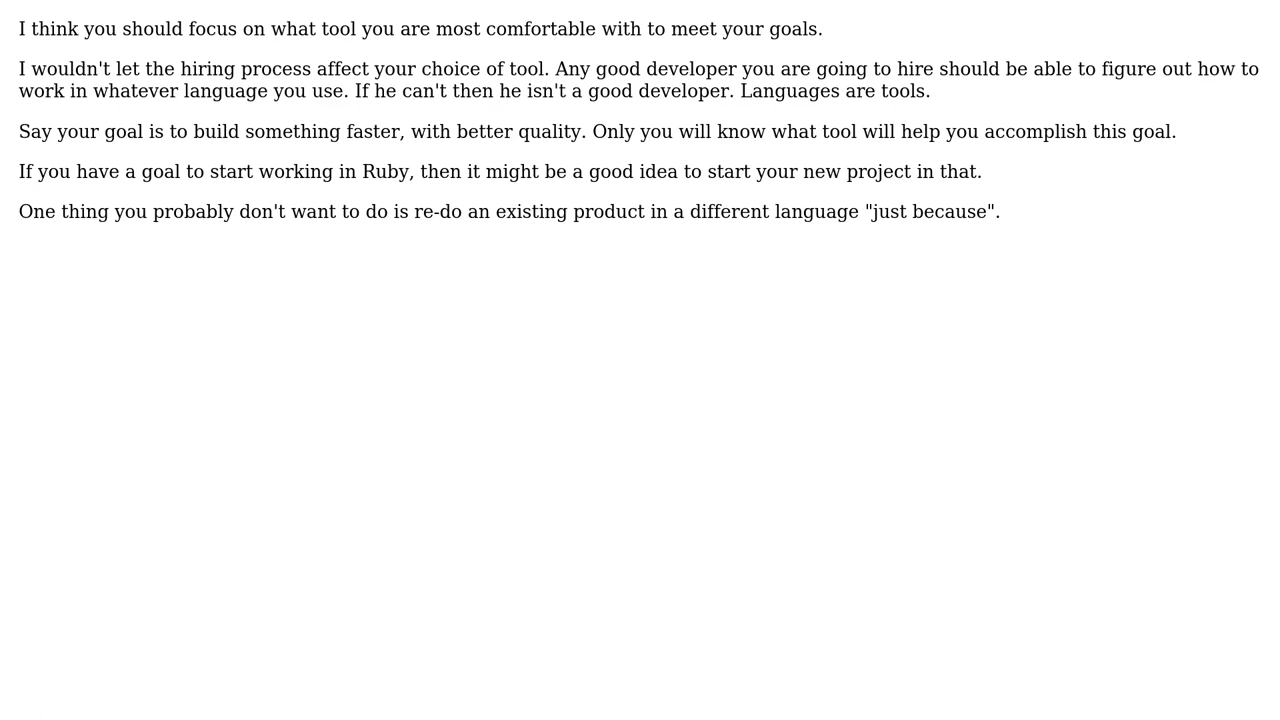 I think you should focus on what tool you are most comfortable with to meet your goals.
I wouldn't let the hiring process affect your choice of tool. Any good developer you are going to hire should be able to figure out how to
work in whatever language you use. If he can't then he isn't a good developer. Languages are tools.
Say your goal is to build something faster, with better quality. Only you will know what tool will help you accomplish this goal.
If you have a goal to start working in Ruby, then it might be a good idea to start your new project in that.
One thing you probably don't want to do is re-do an existing product in a different language "just because".